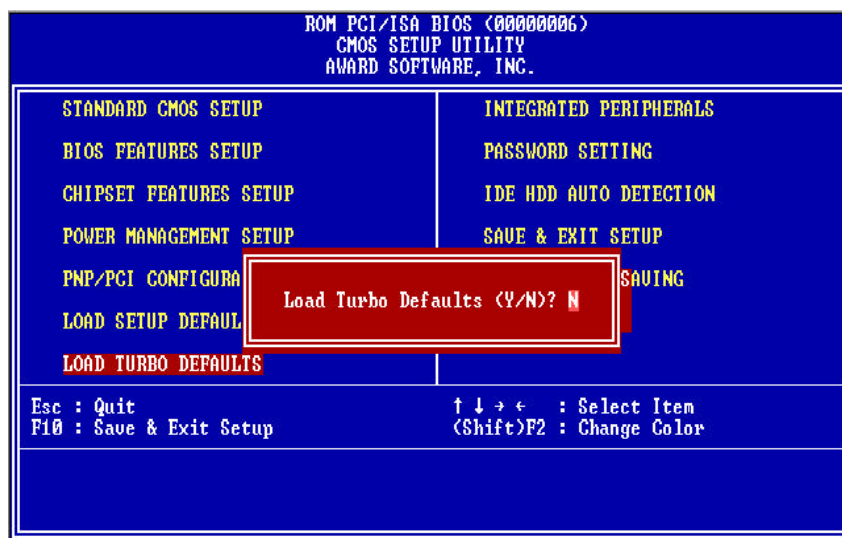 ROM PCI/ISA BIOS (00000006)
CMOS SETUP UTILITY
AWARD SOFTWARE, INC.
STANDARD CMOS SETUP
BIOS FEATURES SETUP
CHIPSET FEATURES SETUP
POWER MANAGEMENT SETUP
PNP/PCI CONFIGURA
LOAD SETUP DEFAUL
LOAD TURBO DEFAULTS
INTEGRATED PERIPHERALS
PASSWORD SETTING
IDE HDD AUTO DETECTION
SAVE & EXIT SETUP
SAVING
Load Turbo Defaults (Y/N)? N
Esc : Quit
F10 : Save & Exit Setup
↑ ↓ → ← : Select Item
(Shift)F2 : Change Color